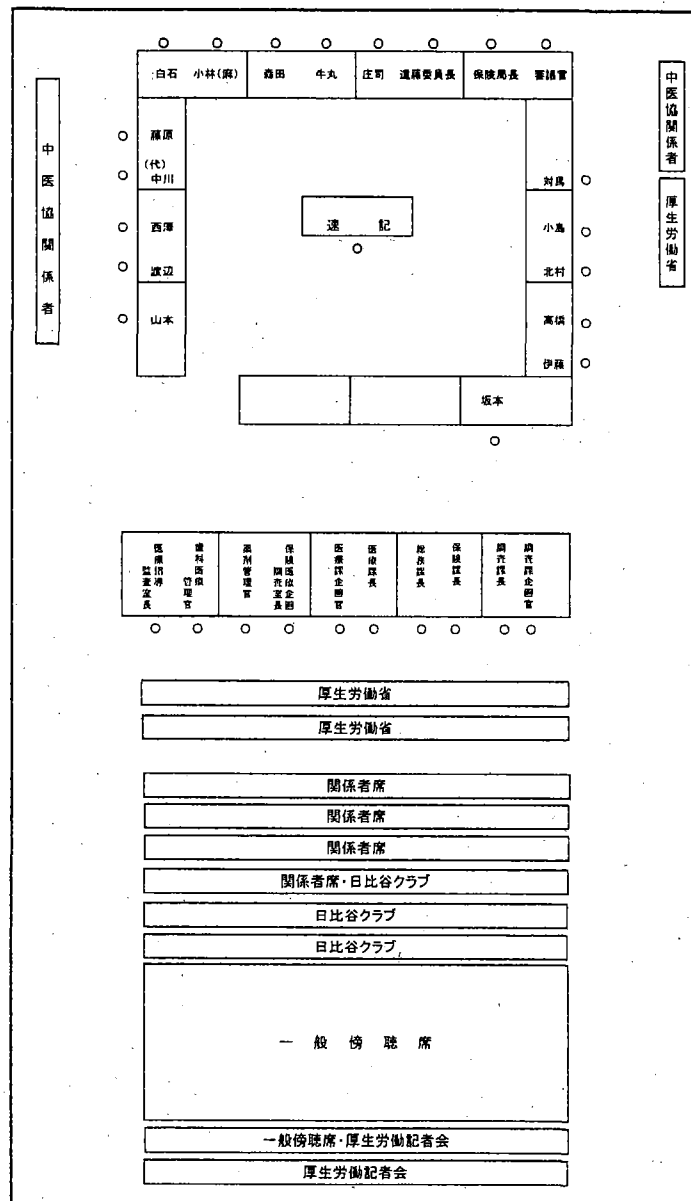 白石 小林(麻) 森田 牛丸 庄司 遠藤委員長 保険局長 審議官
中医協関係者
藤原
(代)
中川
西澤
渡辺
山本
速記
対馬
小島
北村
高橋
伊藤
坂本
中医協関係者
厚生労働省
医療指導監査室長
歯科医療管理官
薬剤管理官
保険医療企画調査室長
医療課企画官
医療課長
総務課長
保険課長
調査課長
調査課企画官
厚生労働省
厚生労働省
関係者席
関係者席
関係者席
関係者席・日比谷クラブ
日比谷クラブ
日比谷クラブ
一般傍聴席
一般傍聴席・厚生労働記者会
厚生労働記者会